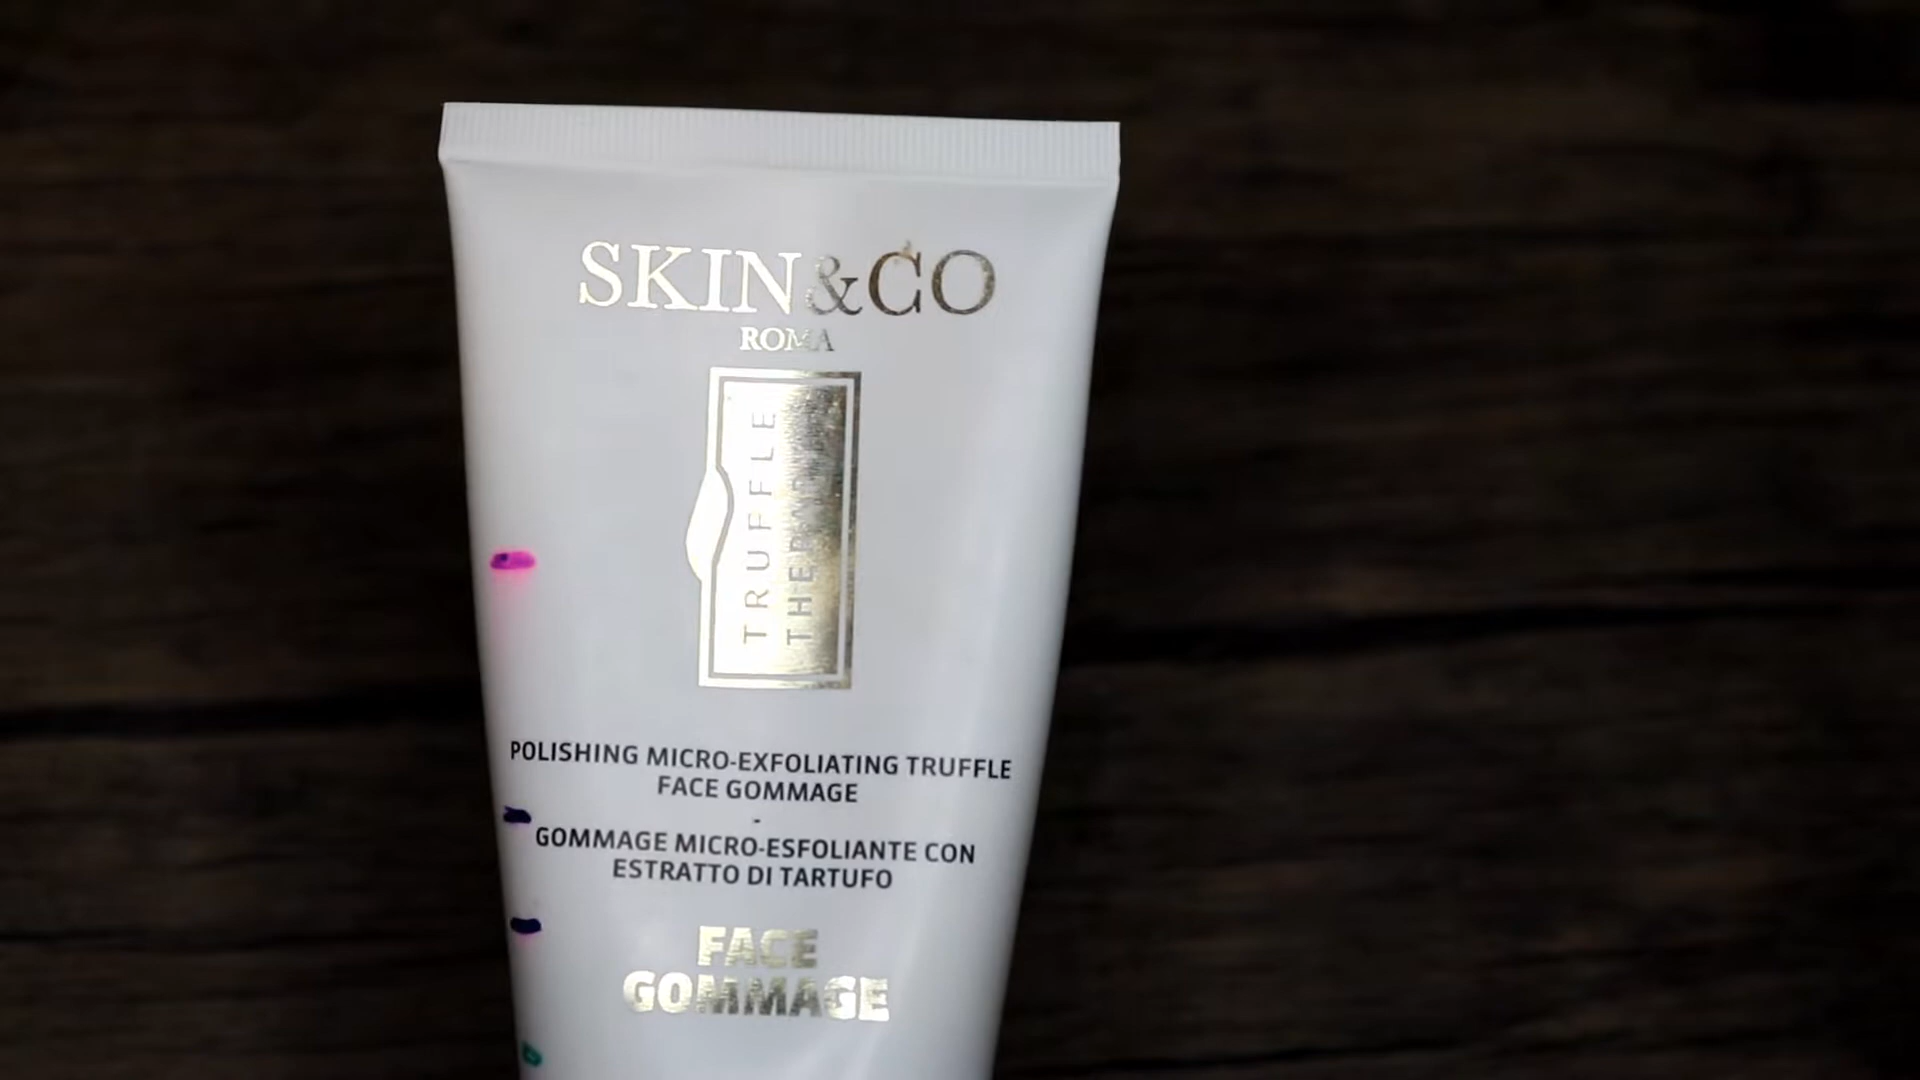 SKIN&CO
ROMA
TRUFFLE
THERAPY
POLISHING MICRO-EXFOLIATING TRUFFLE
FACE GOMMAGE
-
GOMMAGE MICRO-ESFOLIANTE CON
ESTRATTO DI TARTUFO
FACE
GOMMAGE